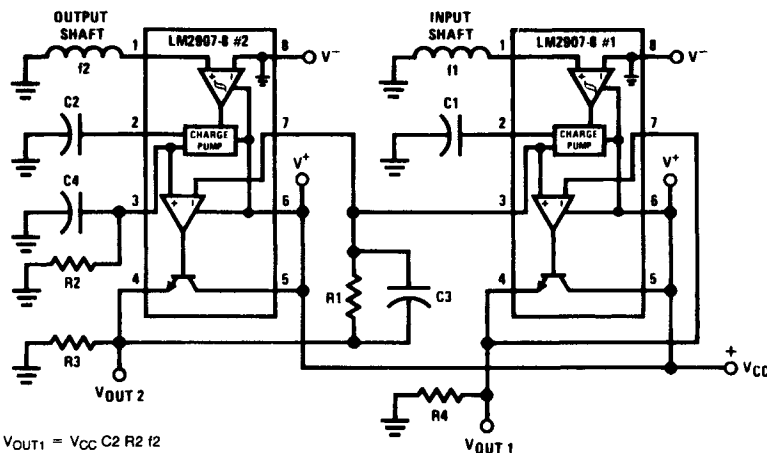 OUTPUT SHAFT
f2
LM2907-8 #2
1
8
V−
C2
2
CHARGE PUMP
7
C4
3
+
−
6
V+
R2
4
5
R3
VOUT 2
R1
C3
INPUT SHAFT
f1
LM2907-8 #1
1
8
V−
C1
2
CHARGE PUMP
7
3
+
−
6
V+
4
5
+
VCC
R4
VOUT 1
VOUT1 = VCC C2 R2 f2